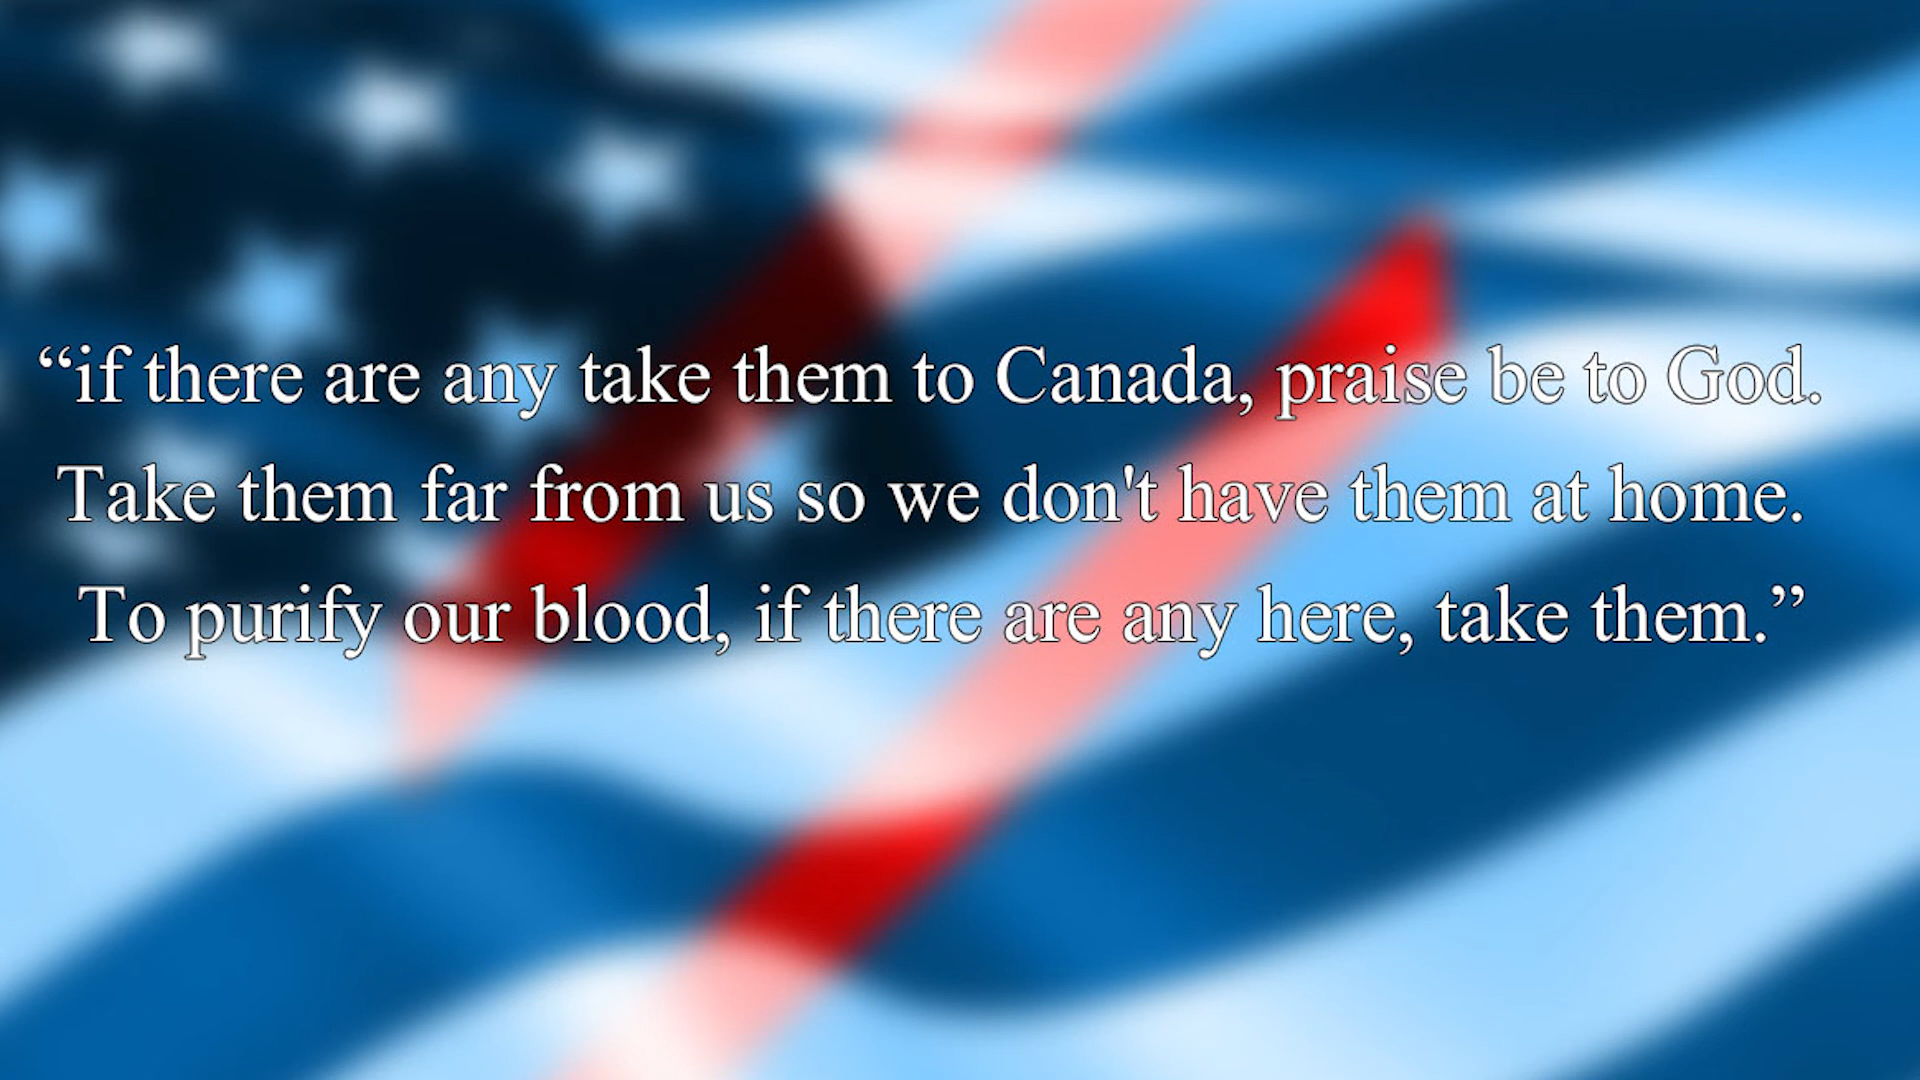 “if there are any take them to Canada, praise be to God.
Take them far from us so we don't have them at home.
To purify our blood, if there are any here, take them.”